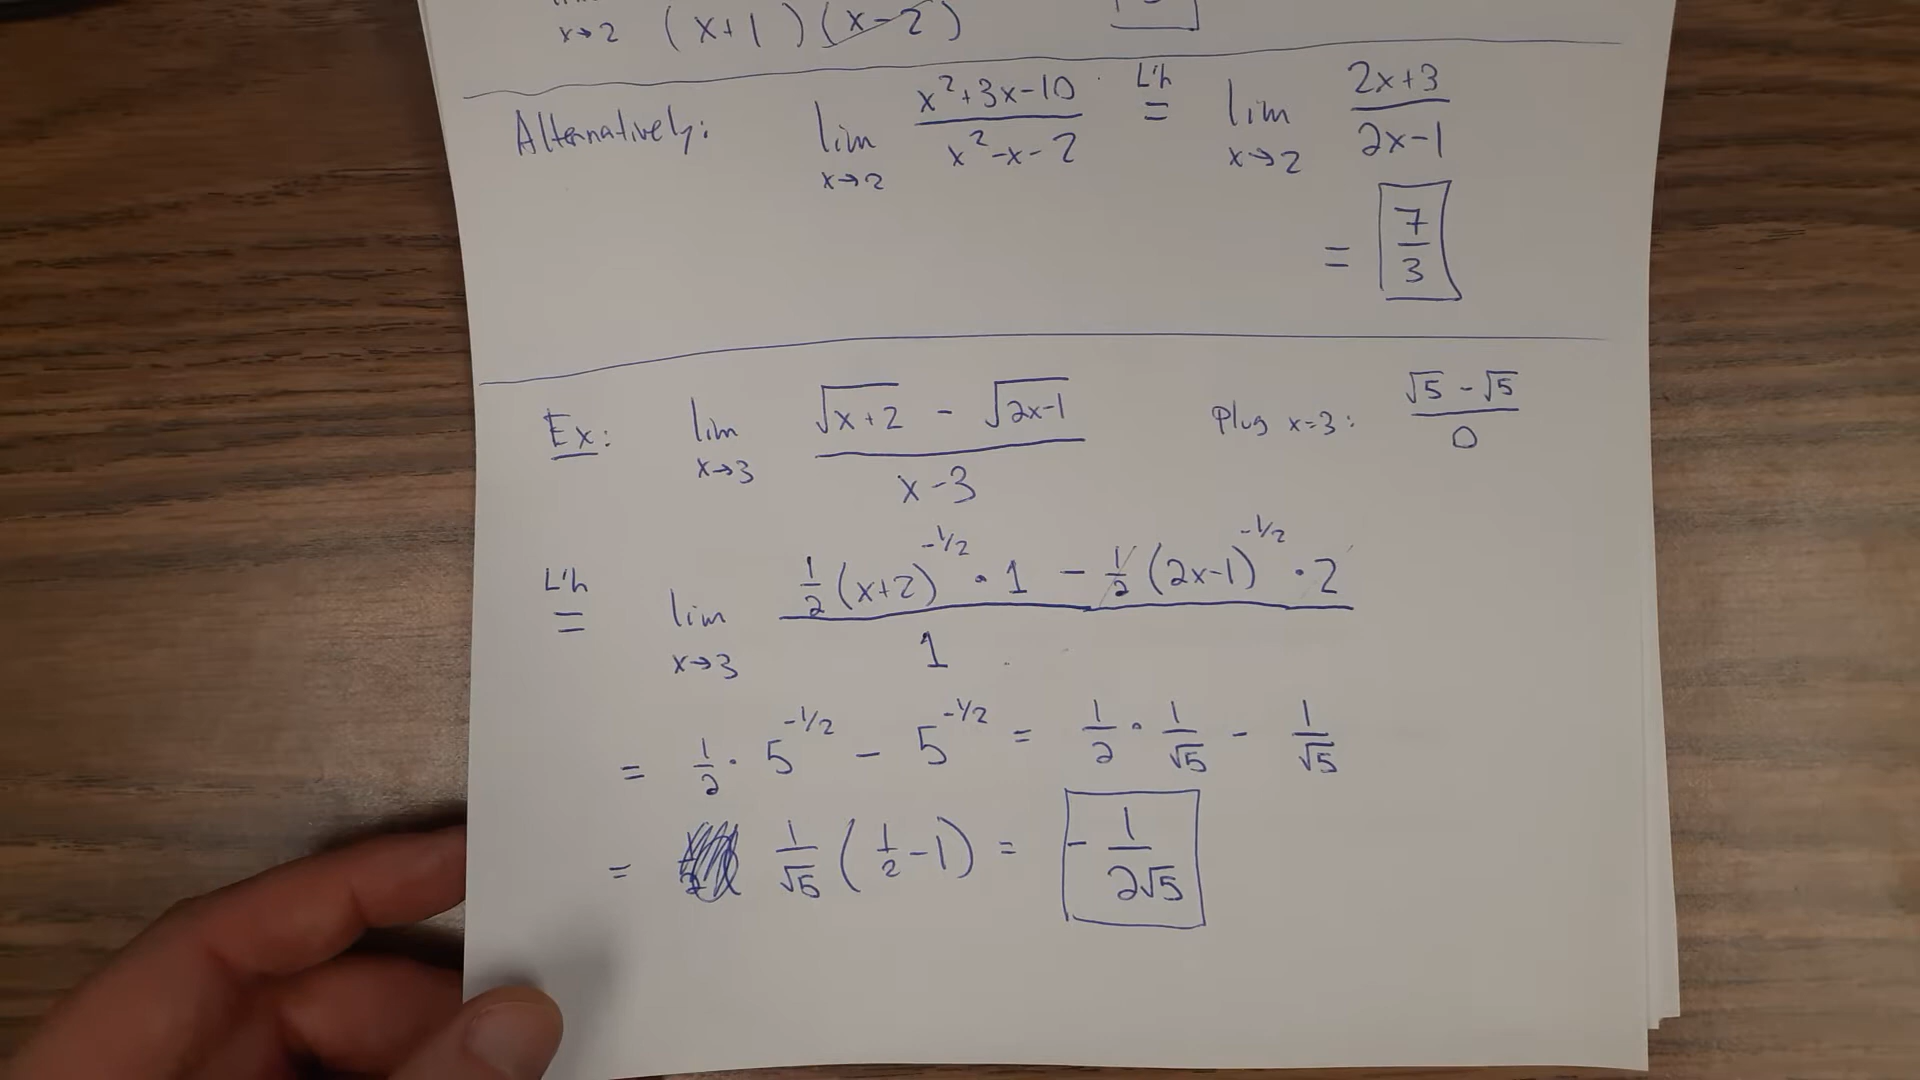 x→2 (x+1)(x-2)
Alternatively: lim x→2 (x²+3x-10)/(x²-x-2) L'h = lim x→2 (2x+3)/(2x-1)
= 7/3
Ex: lim x→3 (√(x+2) - √(2x-1))/(x-3) Plug x=3: (√5 - √5)/0
L'h = lim x→3 (1/2 (x+2)^(-1/2) · 1 - 1/2 (2x-1)^(-1/2) · 2)/1
= 1/2 · 5^(-1/2) - 5^(-1/2) = 1/2 · 1/√5 - 1/√5
= 1/√5 (1/2 - 1) = -1/(2√5)